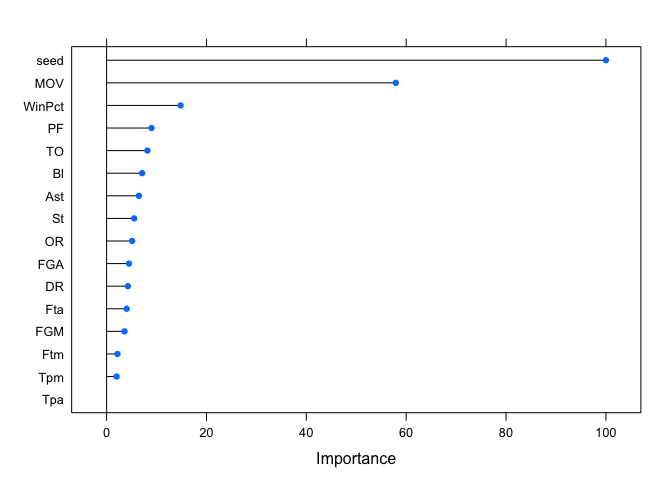 seed
MOV
WinPct
PF
TO
Bl
Ast
St
OR
FGA
DR
Fta
FGM
Ftm
Tpm
Tpa
0 20 40 60 80 100
Importance